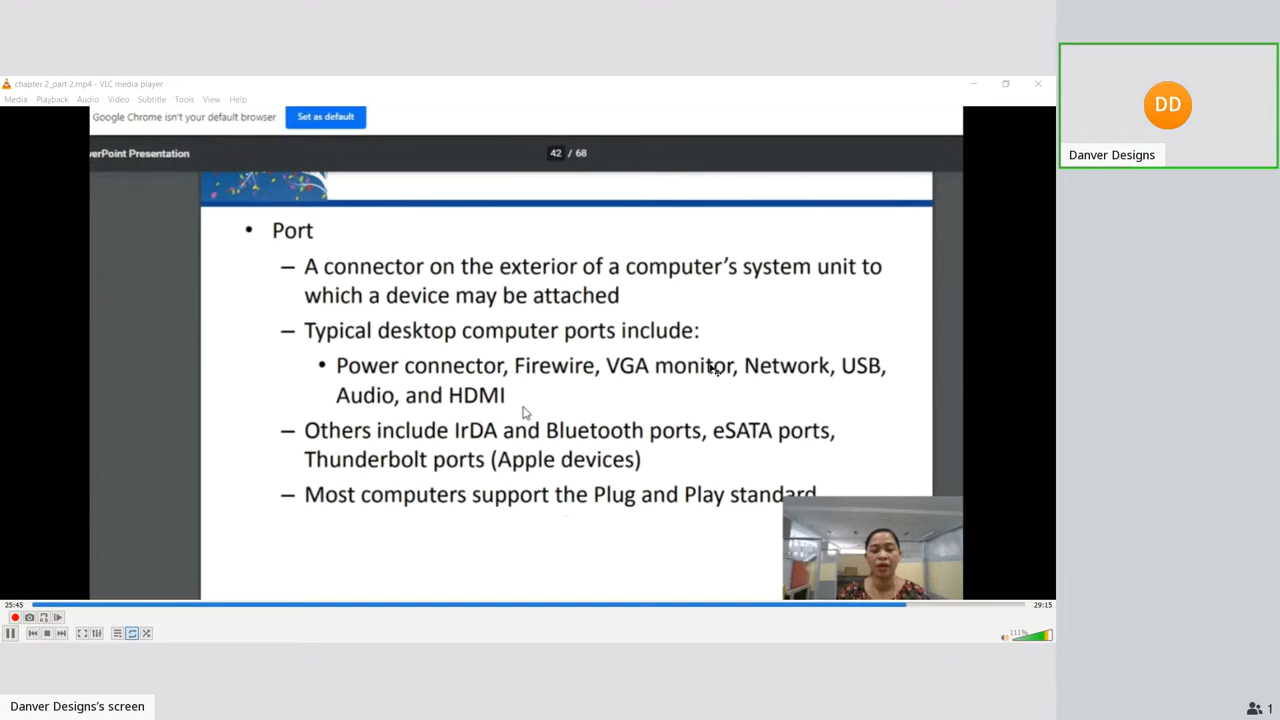 chapter 2_part 2.mp4 - VLC media player
Media Playback Audio Video Subtitle Tools View Help
Google Chrome isn't your default browser Set as default
werPoint Presentation 42 / 68
• Port
– A connector on the exterior of a computer's system unit to
which a device may be attached
– Typical desktop computer ports include:
• Power connector, Firewire, VGA monitor, Network, USB,
Audio, and HDMI
– Others include IrDA and Bluetooth ports, eSATA ports,
Thunderbolt ports (Apple devices)
– Most computers support the Plug and Play standard
25:45 29:15
111%
DD
Danver Designs
Danver Designs's screen
1